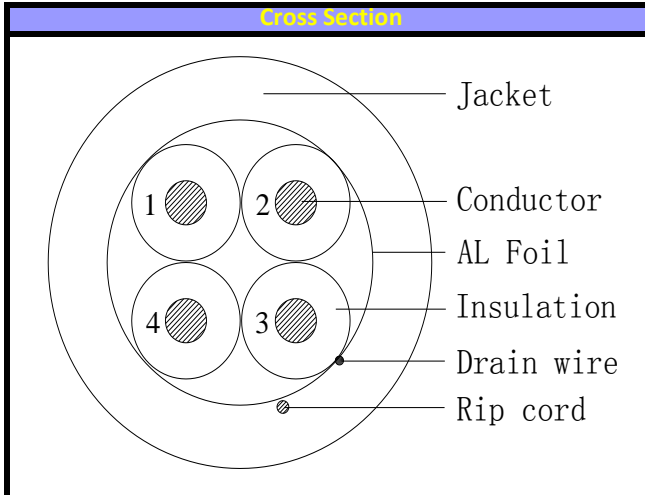 Cross Section
Jacket
1 2 Conductor
AL Foil
4 3 Insulation
Drain wire
Rip cord